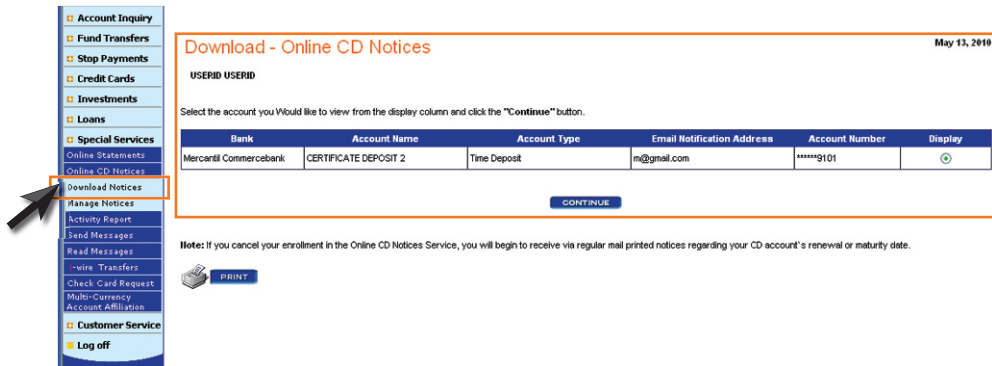 Account Inquiry
Fund Transfers
Stop Payments
Credit Cards
Investments
Loans
Special Services
Online Statements
Online CD Notices
Download Notices
Manage Notices
Activity Report
Send Messages
Read Messages
i-wire Transfers
Check Card Request
Multi-Currency
Account Affiliation
Customer Service
Log off
Download - Online CD Notices
May 13, 2010
USERID USERID
Select the account you Would like to view from the display column and click the "Continue" button.
Bank Account Name Account Type Email Notification Address Account Number Display
Mercantil Commercebank CERTIFICATE DEPOSIT 2 Time Deposit m@gmail.com ******9101
CONTINUE
Note: If you cancel your enrollment in the Online CD Notices Service, you will begin to receive via regular mail printed notices regarding your CD account`s renewal or maturity date.
PRINT